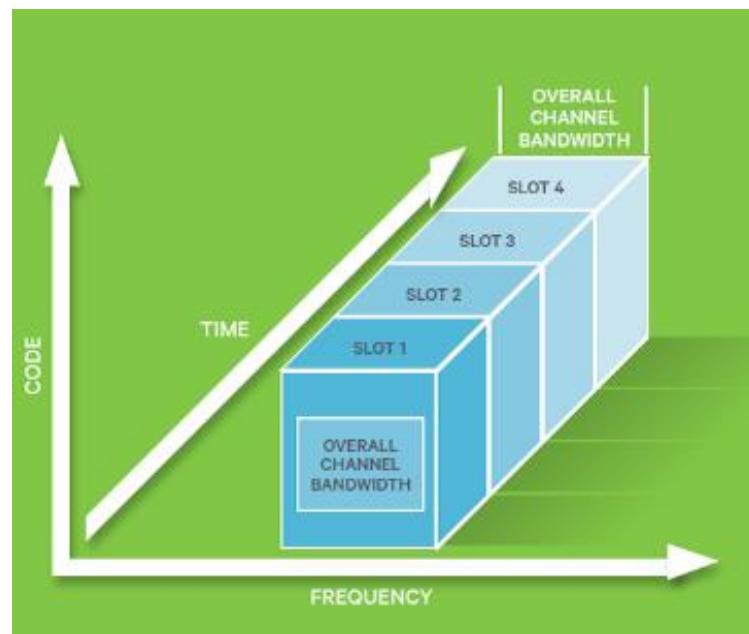 OVERALL
CHANNEL
BANDWIDTH
SLOT 4
SLOT 3
SLOT 2
TIME
SLOT 1
CODE
OVERALL
CHANNEL
BANDWIDTH
FREQUENCY